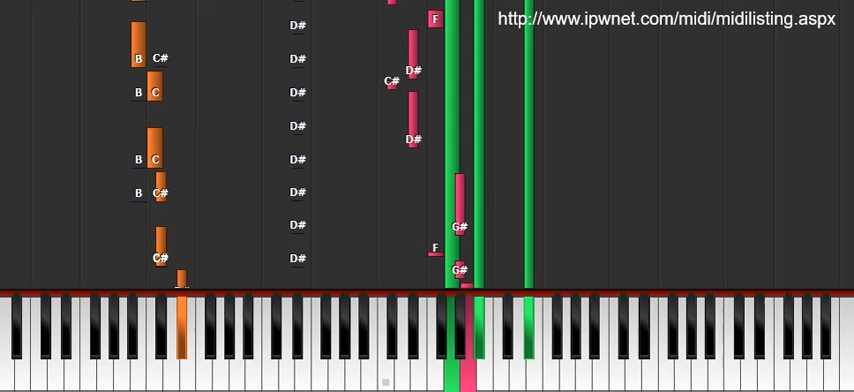 F
http://www.ipwnet.com/midi/midilisting.aspx
D#
B C# D#
D#
C#
B C D#
D#
D#
B C D#
B C# D#
D# G#
F
C# D#
G#